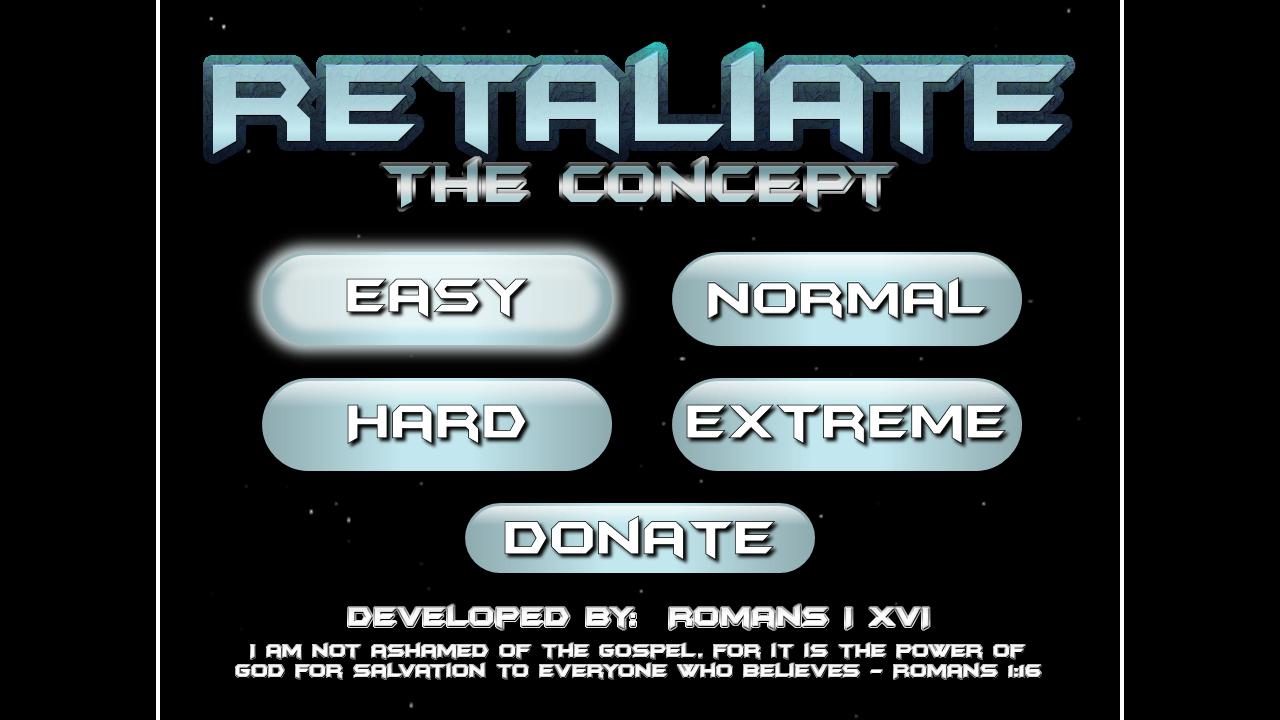 RETALIATE
THE CONCEPT
EASY
NORMAL
HARD
EXTREME
DONATE
DEVELOPED BY: ROMANS I XVI
I AM NOT ASHAMED OF THE GOSPEL, FOR IT IS THE POWER OF
GOD FOR SALVATION TO EVERYONE WHO BELIEVES - ROMANS 1:16